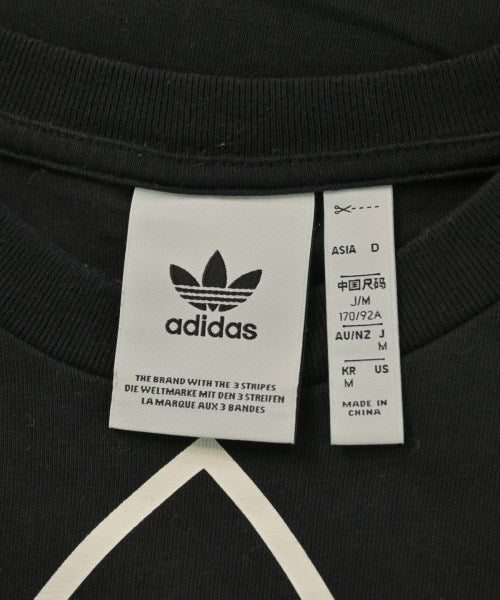 adidas
THE BRAND WITH THE 3 STRIPES
DIE WELTMARKE MIT DEN 3 STREIFEN
LA MARQUE AUX 3 BANDES
ASIA D
中国尺码
J/M
170/92A
AU/NZ J
M
KR US
M
MADE IN
CHINA